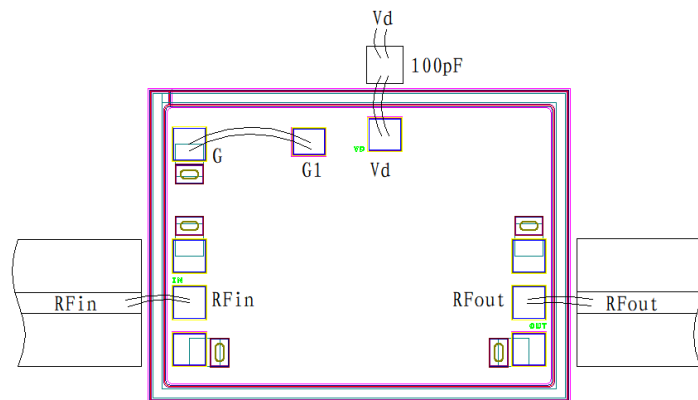 Vd
100pF
G
G1
VD
Vd
IN
RFin
RFin
RFout
RFout
OUT